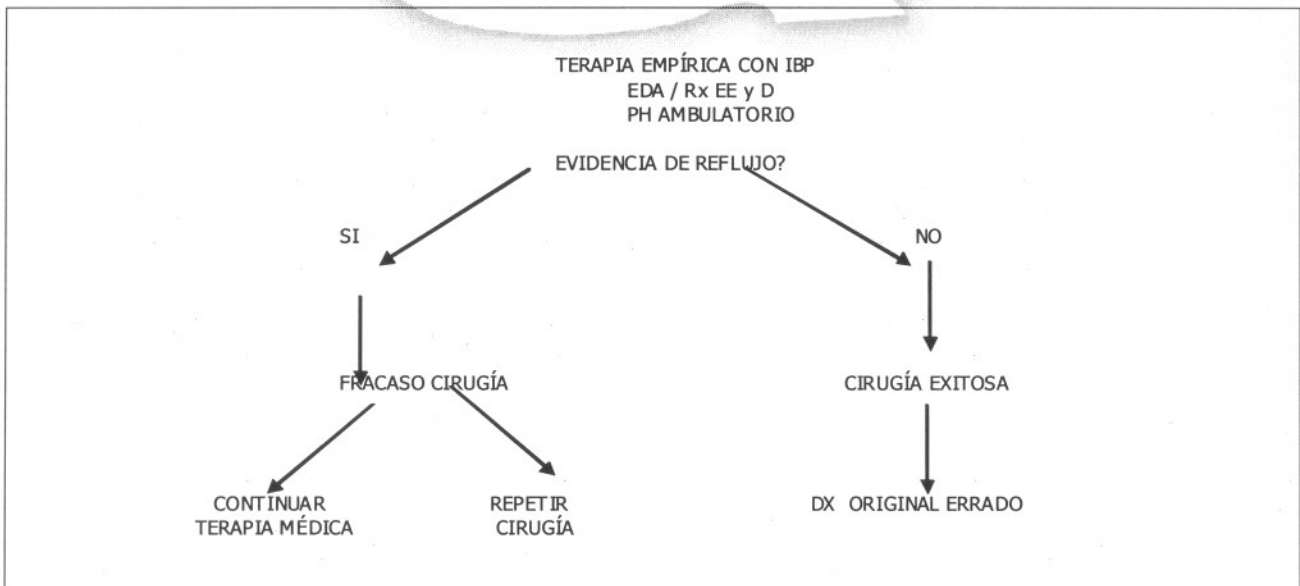 TERAPIA EMPÍRICA CON IBP
EDA / Rx EE y D
PH AMBULATORIO
EVIDENCIA DE REFLUJO?
SI
NO
FRACASO CIRUGÍA
CIRUGÍA EXITOSA
CONTINUAR
TERAPIA MÉDICA
REPETIR
CIRUGÍA
DX ORIGINAL ERRADO